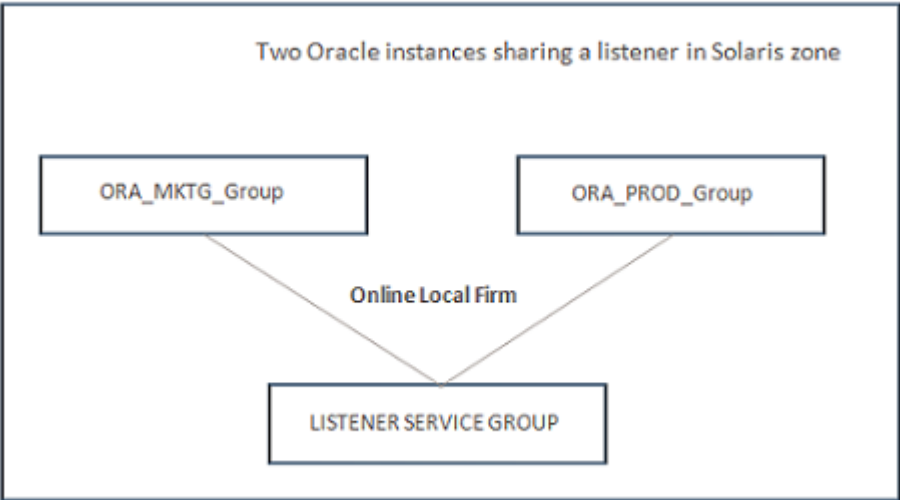 Two Oracle instances sharing a listener in Solaris zone
ORA_MKTG_Group
ORA_PROD_Group
Online Local Firm
LISTENER SERVICE GROUP